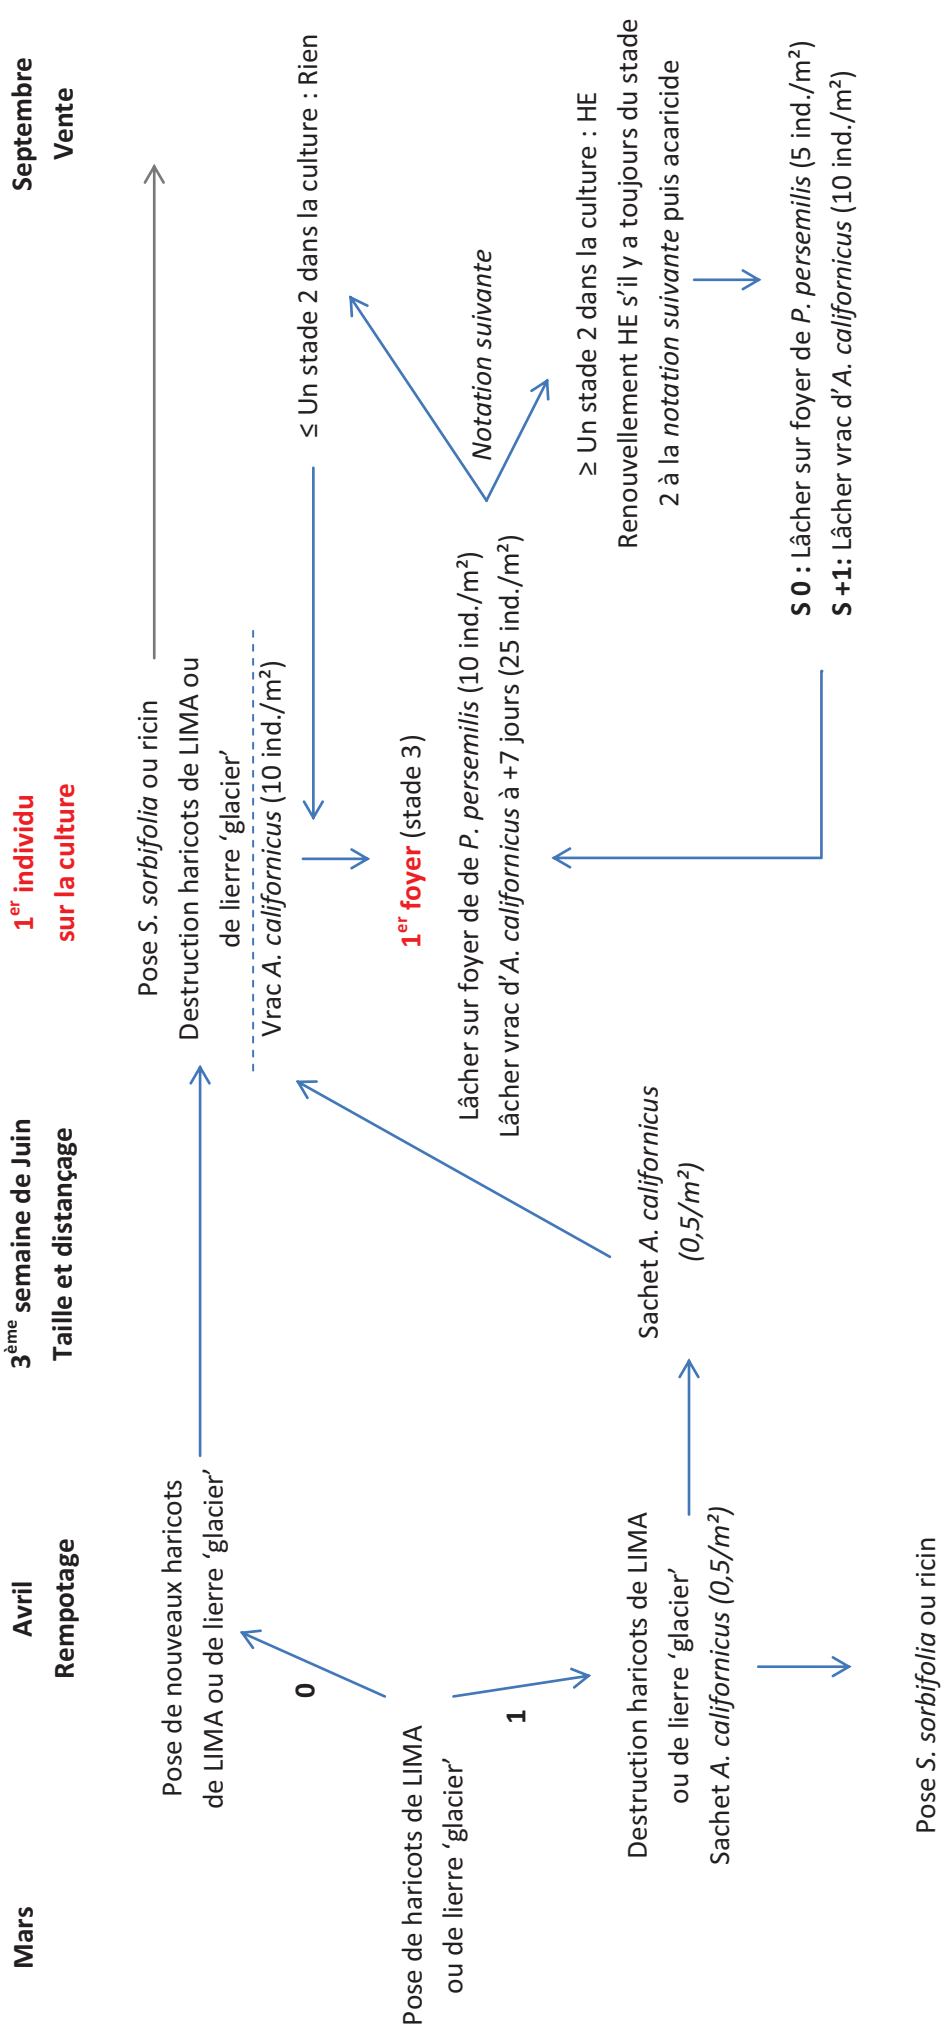 Mars
Avril
Rempotage
3ème semaine de Juin
Taille et distançage
1er individu
sur la culture
Septembre
Vente
Pose de haricots de LIMA
ou de lierre ‘glacier’
0
1
Pose de nouveaux haricots
de LIMA ou de lierre ‘glacier’
Destruction haricots de LIMA
ou de lierre ‘glacier’
Sachet A. californicus (0,5/m²)
Pose S. sorbifolia ou ricin
Sachet A. californicus
(0,5/m²)
Pose S. sorbifolia ou ricin
Destruction haricots de LIMA ou
de lierre ‘glacier’
Vrac A. californicus (10 ind./m²)
1er foyer (stade 3)
Lâcher sur foyer de de P. persemilis (10 ind./m²)
Lâcher vrac d’A. californicus à +7 jours (25 ind./m²)
Notation suivante
≤ Un stade 2 dans la culture : Rien
≥ Un stade 2 dans la culture : HE
Renouvellement HE s’il y a toujours du stade
2 à la notation suivante puis acaricide
S 0 : Lâcher sur foyer de P. persemilis (5 ind./m²)
S +1: Lâcher vrac d’A. californicus (10 ind./m²)